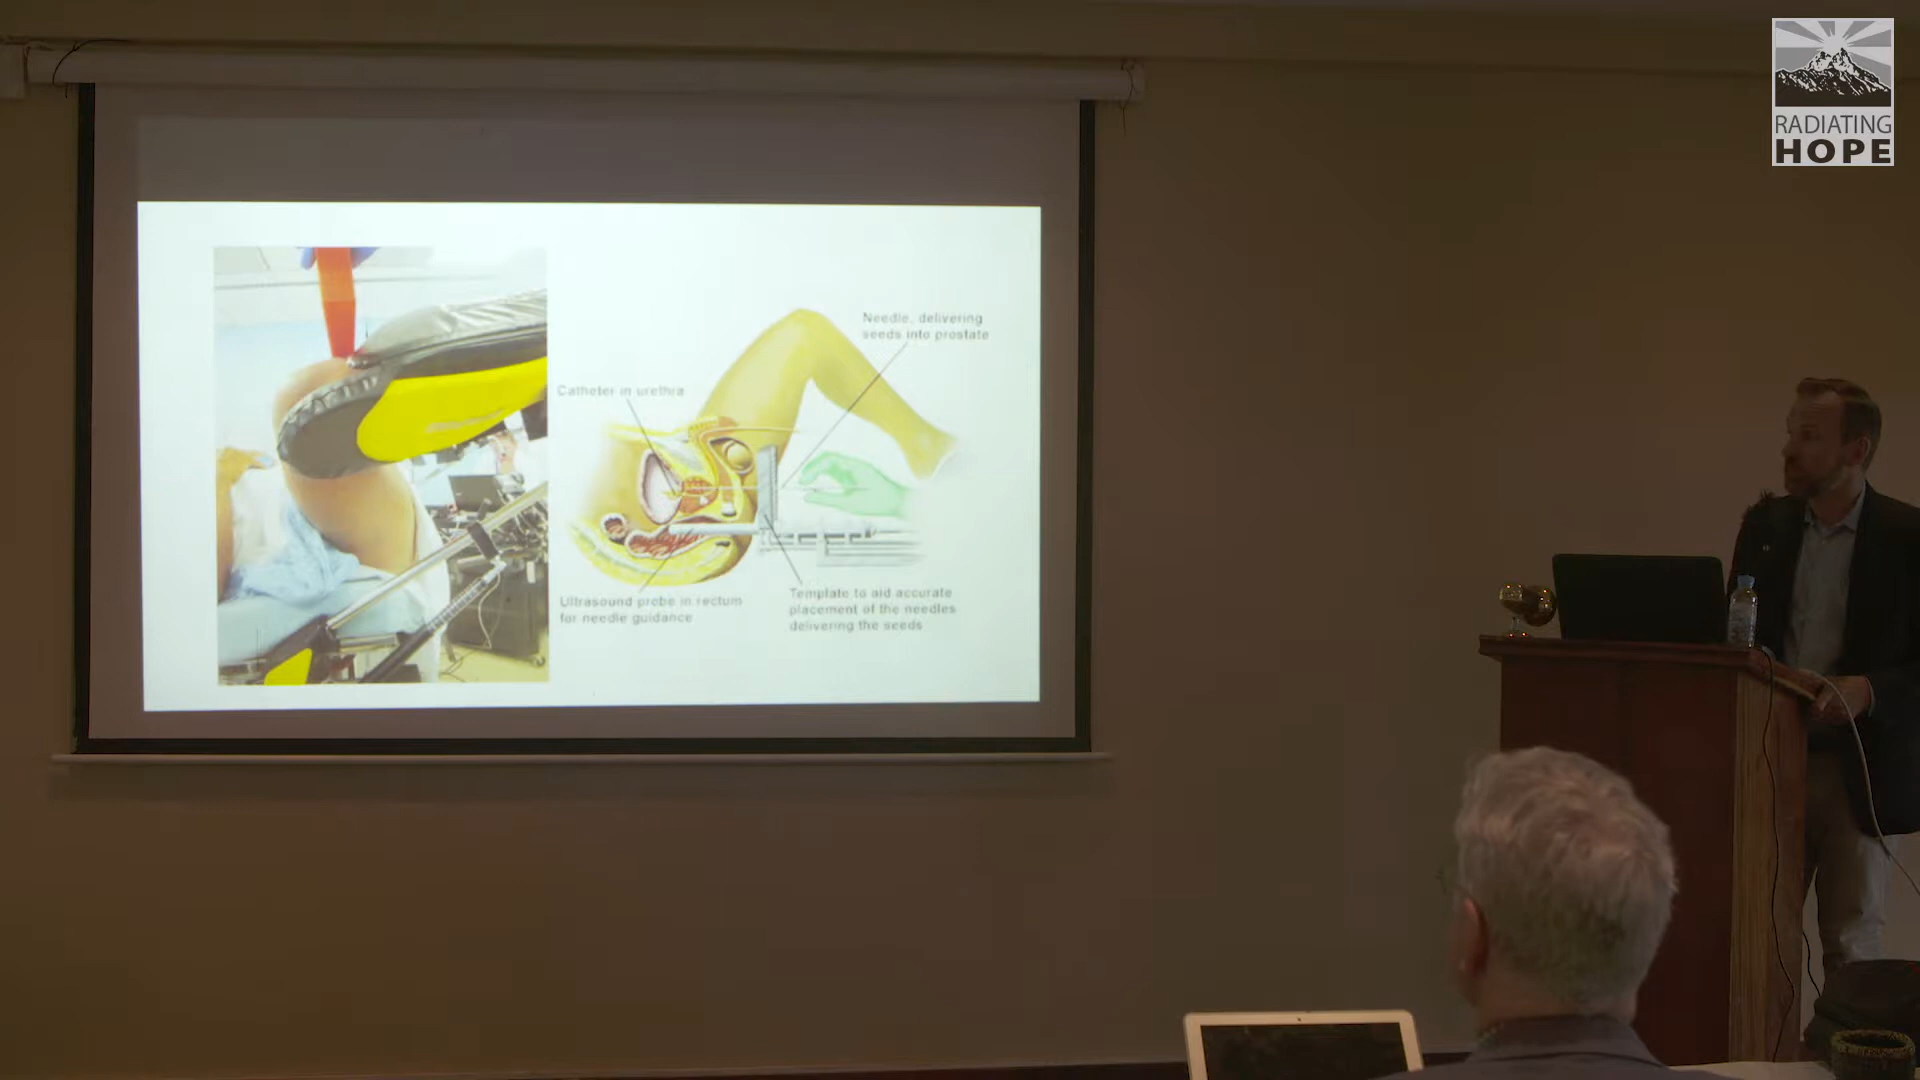 RADIATING
HOPE
Needle, delivering
seeds into prostate
Catheter in urethra
Ultrasound probe in rectum
for needle guidance
Template to aid accurate
placement of the needles
delivering the seeds